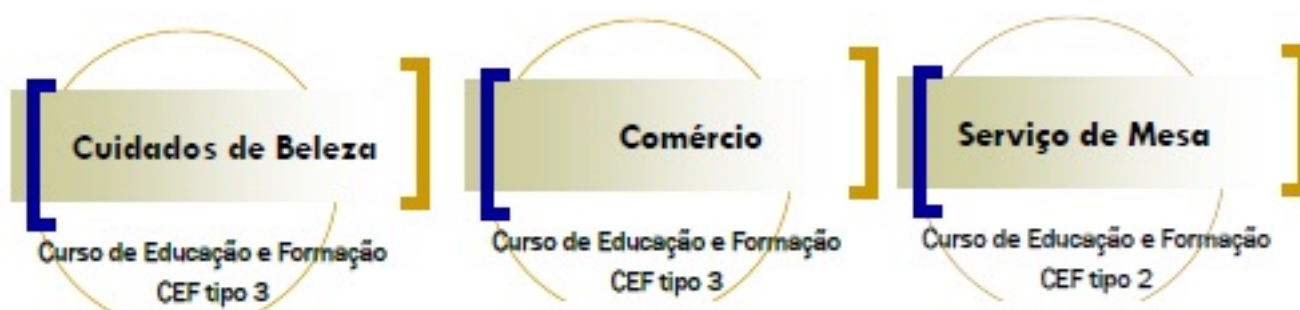 Cuidados de Beleza
Curso de Educação e Formação
CEF tipo 3
Comércio
Curso de Educação e Formação
CEF tipo 3
Serviço de Mesa
Curso de Educação e Formação
CEF tipo 2